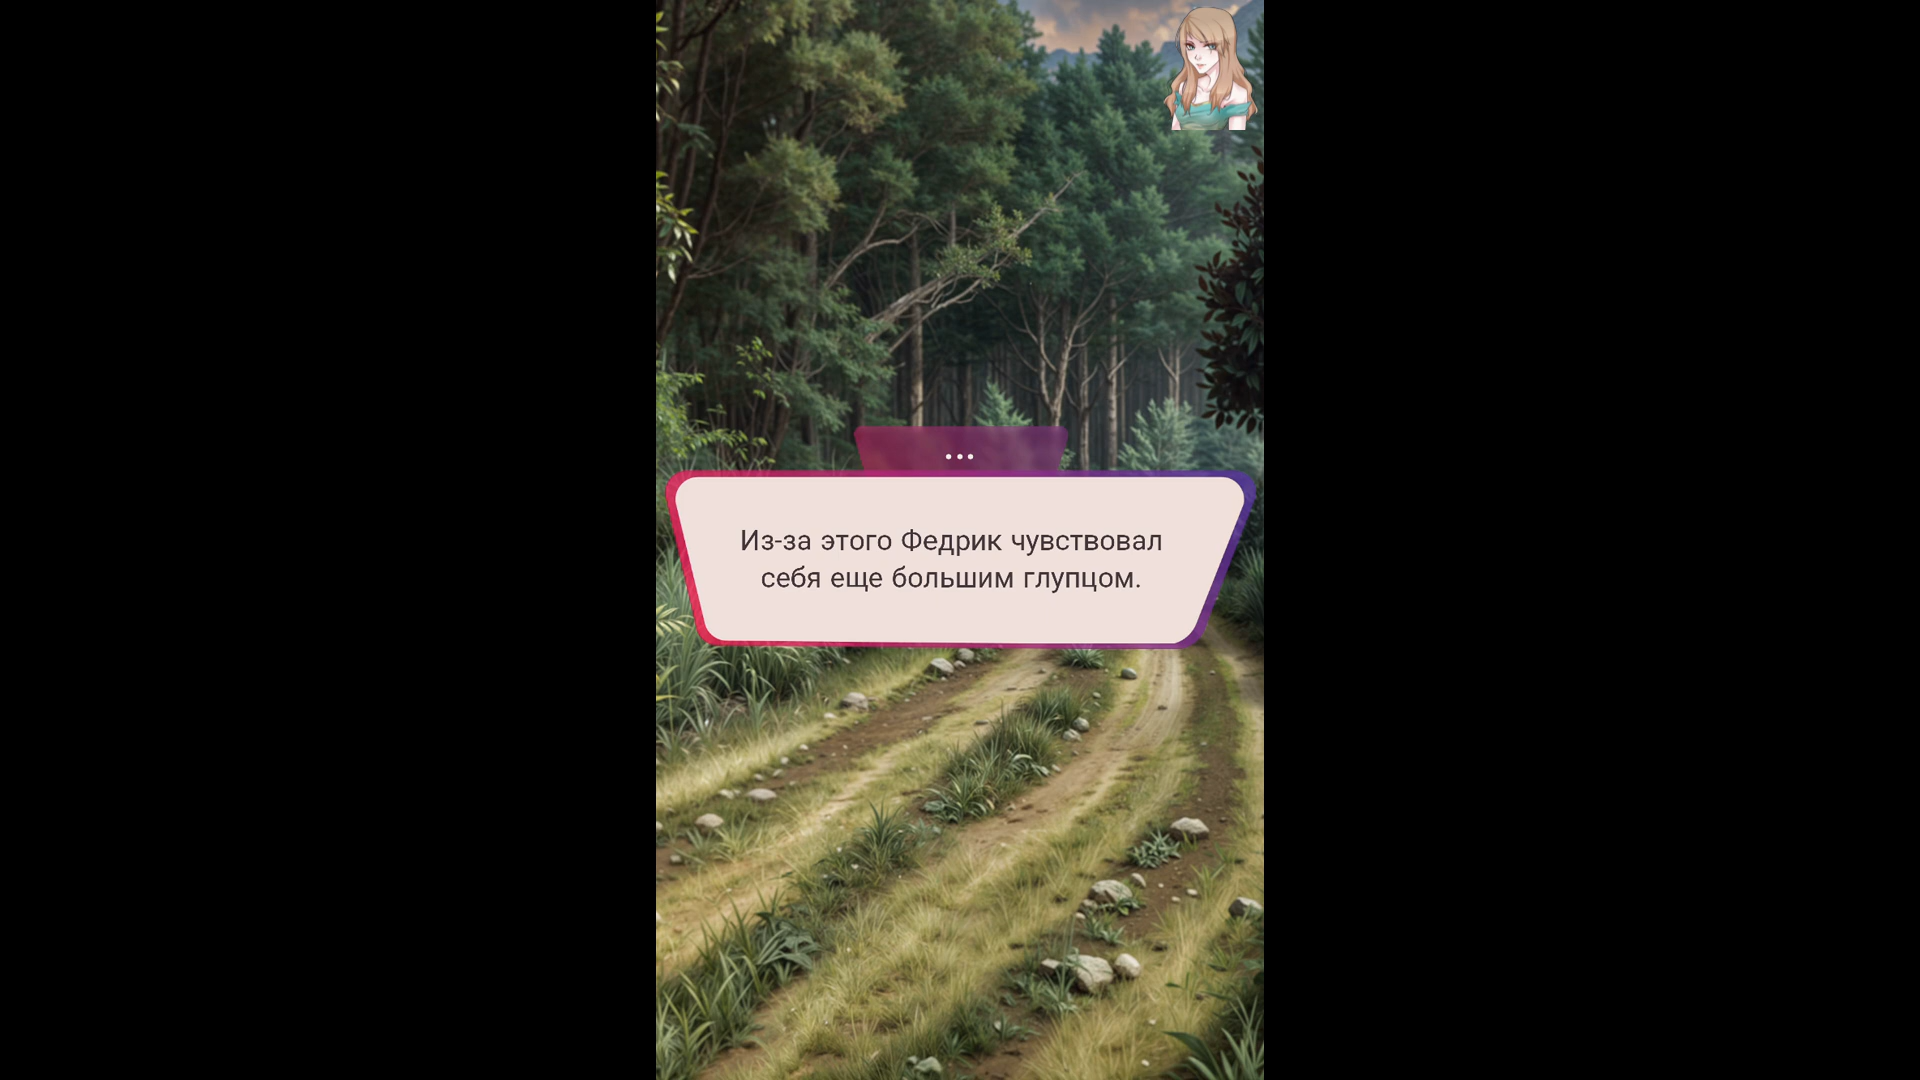 ...
Из-за этого Федрик чувствовал
себя еще большим глупцом.